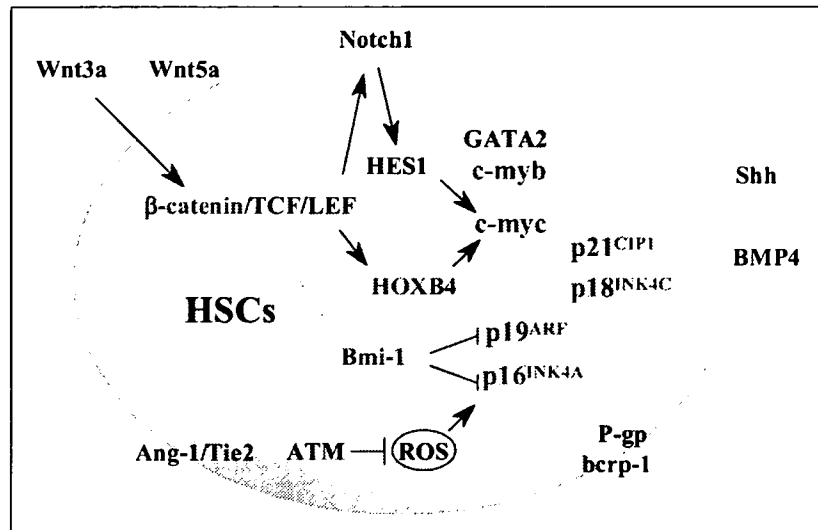 Notch1
Wnt3a Wnt5a
GATA2
HES1 c-myb
Shh
β-catenin/TCF/LEF
c-myc
p21CIP1
BMP4
HOXB4 p18INK4C
HSCs
p19ARF
Bmi-1
p16INK4A
P-gp
Ang-1/Tie2 ATM ROS
bcrp-1